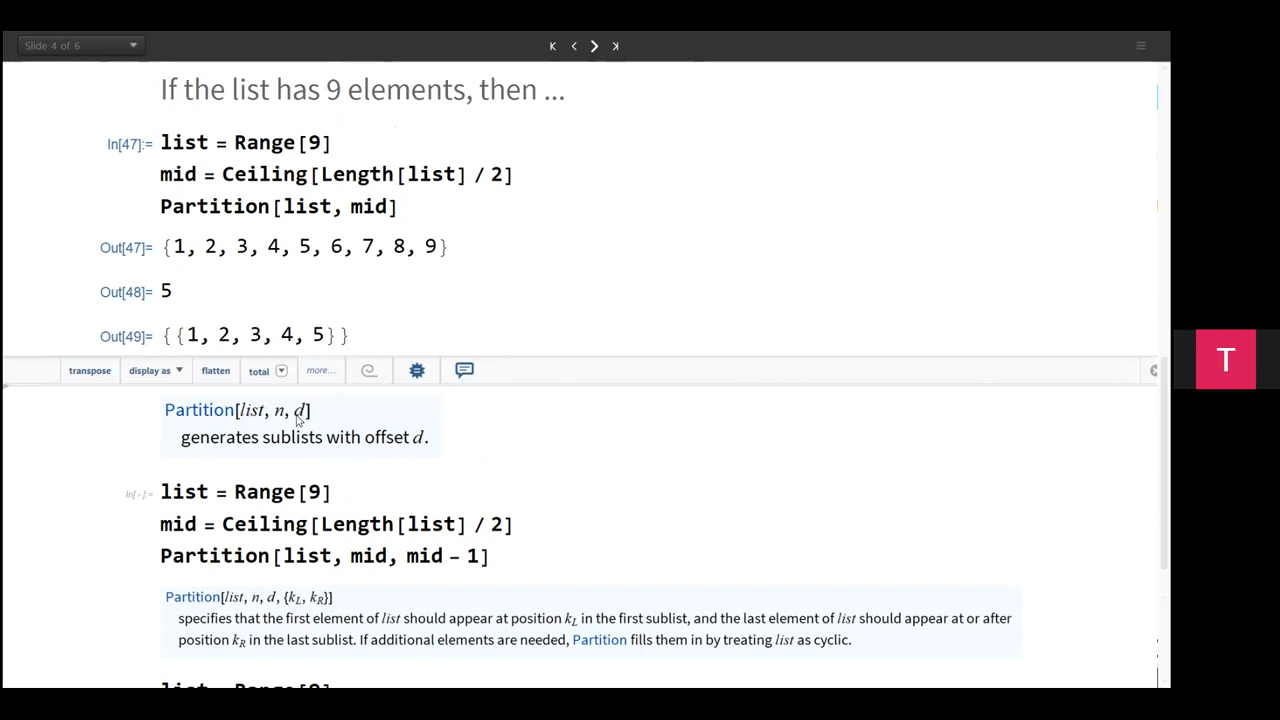 Slide 4 of 6
If the list has 9 elements, then ...
In[47]:= list = Range[9]
mid = Ceiling[Length[list] / 2]
Partition[list, mid]
Out[47]= {1, 2, 3, 4, 5, 6, 7, 8, 9}
Out[48]= 5
Out[49]= {{1, 2, 3, 4, 5}}
transpose display as flatten total more...
T
Partition[list, n, d]
generates sublists with offset d.
In[◦]:= list = Range[9]
mid = Ceiling[Length[list] / 2]
Partition[list, mid, mid - 1]
Partition[list, n, d, {kL, kR}]
specifies that the first element of list should appear at position kL in the first sublist, and the last element of list should appear at or after
position kR in the last sublist. If additional elements are needed, Partition fills them in by treating list as cyclic.
list = Range[9]